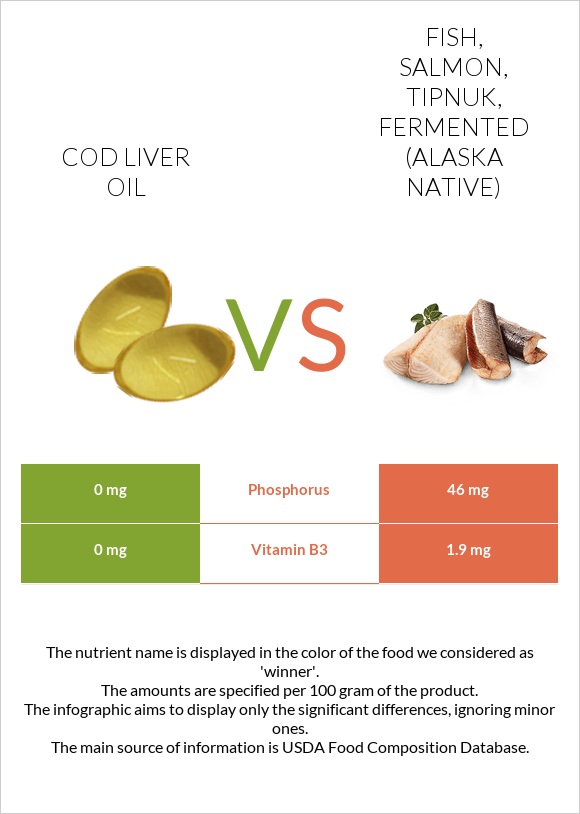 COD LIVER
OIL
FISH,
SALMON,
TIPNUK,
FERMENTED
(ALASKA
NATIVE)
VS
0 mg Phosphorus 46 mg
0 mg Vitamin B3 1.9 mg
The nutrient name is displayed in the color of the food we considered as
'winner'.
The amounts are specified per 100 gram of the product.
The infographic aims to display only the significant differences, ignoring minor
ones.
The main source of information is USDA Food Composition Database.